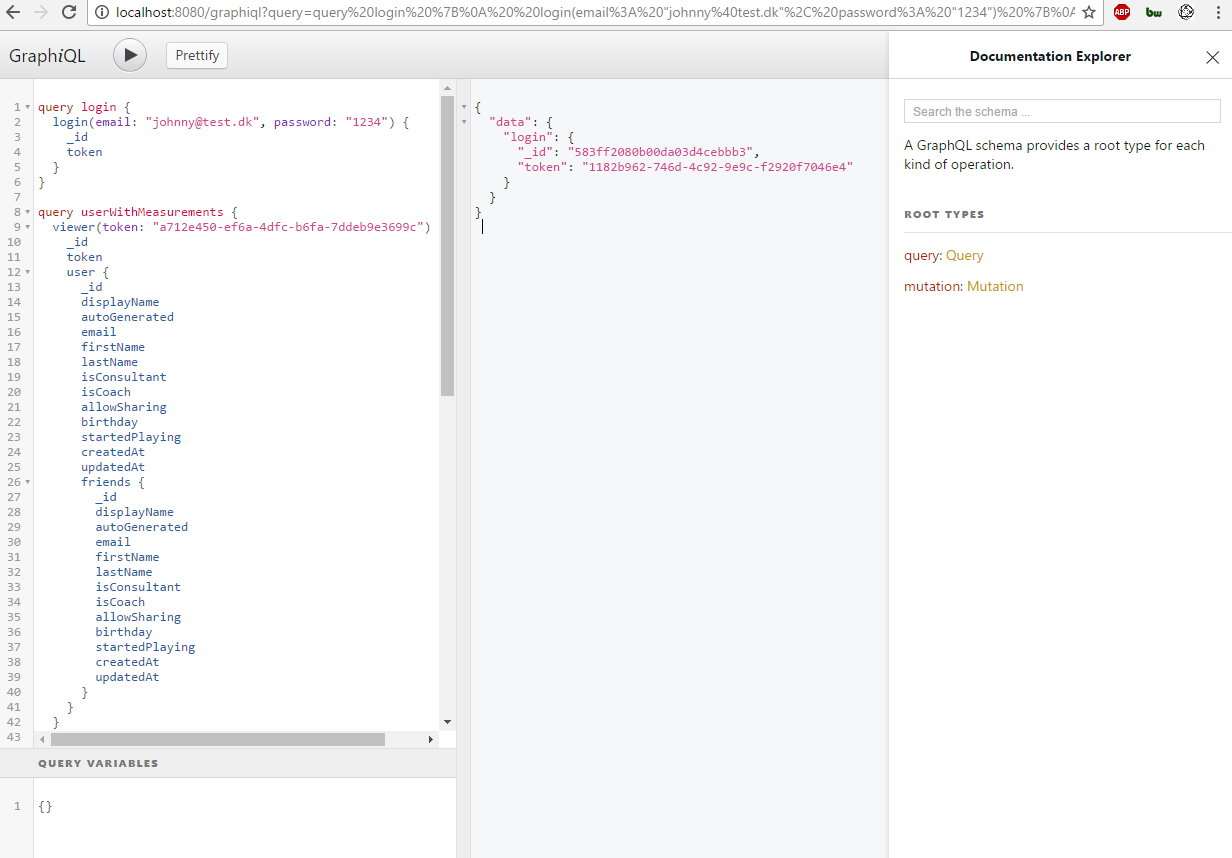 localhost:8080/graphiql?query=query%20login%20%7B%0A%20%20login(email%3A%20"johnny%40test.dk"%2C%20password%3A%20"1234")%20%7B%0A
ABP
bw
GraphiQL
Prettify
Documentation Explorer
1 query login {
2 login(email: "johnny@test.dk", password: "1234") {
3 _id
4 token
5 }
6 }
7
8 query userWithMeasurements {
9 viewer(token: "a712e450-ef6a-4dfc-b6fa-7ddeb9e3699c")
10 _id
11 token
12 user {
13 _id
14 displayName
15 autoGenerated
16 email
17 firstName
18 lastName
19 isConsultant
20 isCoach
21 allowSharing
22 birthday
23 startedPlaying
24 createdAt
25 updatedAt
26 friends {
27 _id
28 displayName
29 autoGenerated
30 email
31 firstName
32 lastName
33 isConsultant
34 isCoach
35 allowSharing
36 birthday
37 startedPlaying
38 createdAt
39 updatedAt
40 }
41 }
42 }
43
QUERY VARIABLES
1 {}
{
"data": {
"login": {
"_id": "583ff2080b00da03d4cebbb3",
"token": "1182b962-746d-4c92-9e9c-f2920f7046e4"
}
}
}
Search the schema ...
A GraphQL schema provides a root type for each
kind of operation.
ROOT TYPES
query: Query
mutation: Mutation